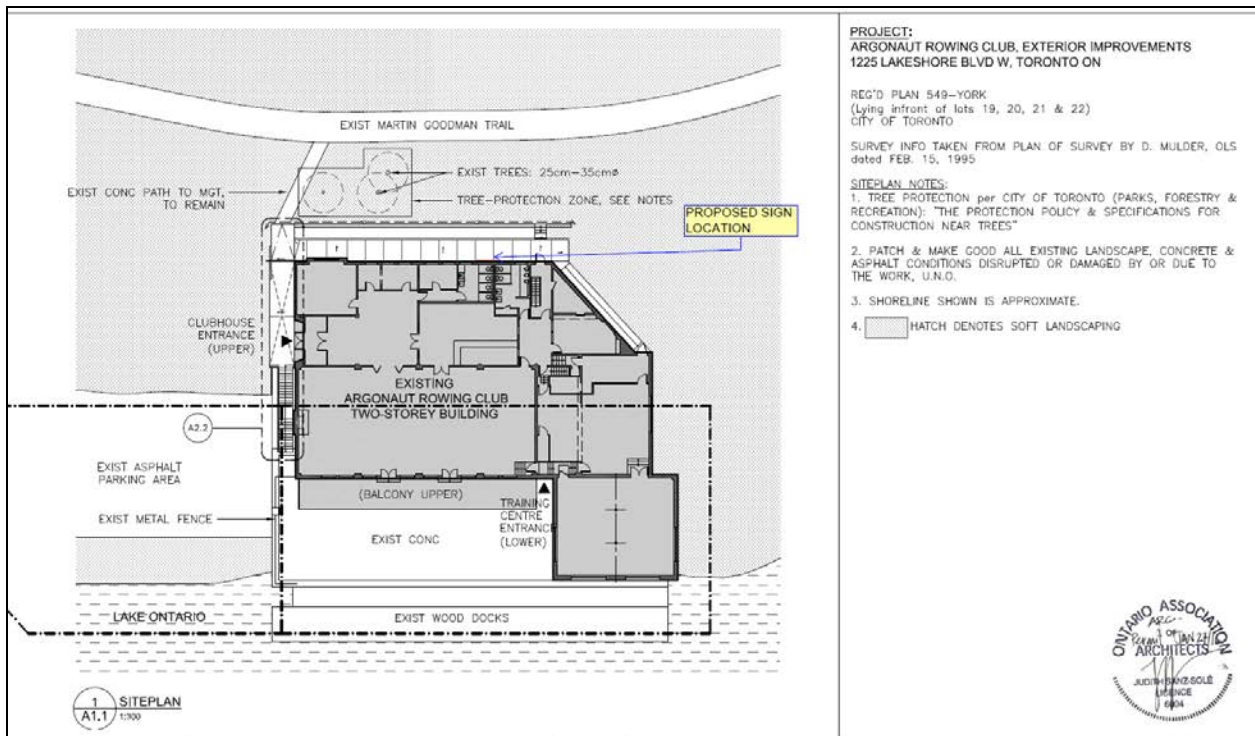 EXIST MARTIN GOODMAN TRAIL
EXIST CONC PATH TO MGT,
TO REMAIN
EXIST TREES: 25cm–35cmø
TREE–PROTECTION ZONE, SEE NOTES
PROPOSED SIGN
LOCATION
CLUBHOUSE
ENTRANCE
(UPPER)
EXISTING
ARGONAUT ROWING CLUB
TWO-STOREY BUILDING
A2.2
EXIST ASPHALT
PARKING AREA
EXIST METAL FENCE
(BALCONY UPPER)
TRAINING
CENTRE
ENTRANCE
(LOWER)
EXIST CONC
LAKE ONTARIO
EXIST WOOD DOCKS
1
A1.1
SITEPLAN
1:300
PROJECT:
ARGONAUT ROWING CLUB, EXTERIOR IMPROVEMENTS
1225 LAKESHORE BLVD W, TORONTO ON
REG'D PLAN 549–YORK
(Lying infront of lots 19, 20, 21 & 22)
CITY OF TORONTO
SURVEY INFO TAKEN FROM PLAN OF SURVEY BY D. MULDER, OLS
dated FEB. 15, 1995
SITEPLAN NOTES:
1. TREE PROTECTION per CITY OF TORONTO (PARKS, FORESTRY &
RECREATION): "THE PROTECTION POLICY & SPECIFICATIONS FOR
CONSTRUCTION NEAR TREES"
2. PATCH & MAKE GOOD ALL EXISTING LANDSCAPE, CONCRETE &
ASPHALT CONDITIONS DISRUPTED OR DAMAGED BY OR DUE TO
THE WORK, U.N.O.
3. SHORELINE SHOWN IS APPROXIMATE.
4. HATCH DENOTES SOFT LANDSCAPING
ONTARIO ASSOCIATION
OF
ARCHITECTS
JUDITH SANZ-SOLÉ
LICENCE
6004